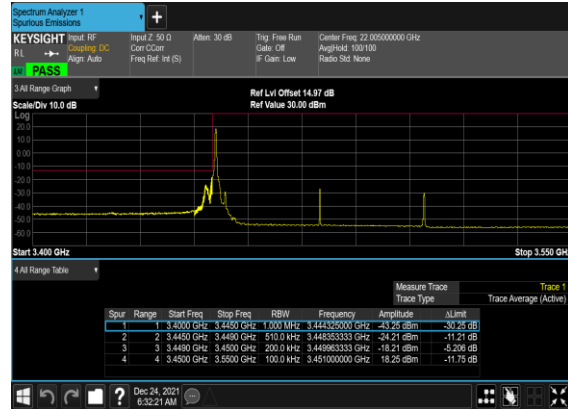 Spectrum Analyzer 1
Spurious Emissions
KEYSIGHT Input: RF Input Z: 50 Ω Atten: 30 dB Trig: Free Run Center Freq: 22.005000000 GHz
RL Coupling: DC Corr CCorr Gate: Off Avg|Hold: 100/100
Align: Auto Freq Ref: Int (S) IF Gain: Low Radio Std: None
PASS
3 All Range Graph
Ref Lvl Offset 14.97 dB
Scale/Div 10.0 dB Ref Value 30.00 dBm
Log
20.0
10.0
0.00
-10.0
-20.0
-30.0
-40.0
-50.0
-60.0
Start 3.400 GHz Stop 3.550 GHz
4 All Range Table
Measure Trace Trace 1
Trace Type Trace Average (Active)
Spur Range Start Freq Stop Freq RBW Frequency Amplitude ΔLimit
1 1 3.4000 GHz 3.4450 GHz 1.000 MHz 3.444325000 GHz -43.25 dBm -30.25 dB
2 2 3.4450 GHz 3.4490 GHz 510.0 kHz 3.448353333 GHz -24.21 dBm -11.21 dB
3 3 3.4490 GHz 3.4500 GHz 200.0 kHz 3.449963333 GHz -18.21 dBm -5.206 dB
4 4 3.4500 GHz 3.5500 GHz 100.0 kHz 3.451000000 GHz 18.25 dBm -11.75 dB
? Dec 24, 2021
6:32:21 AM